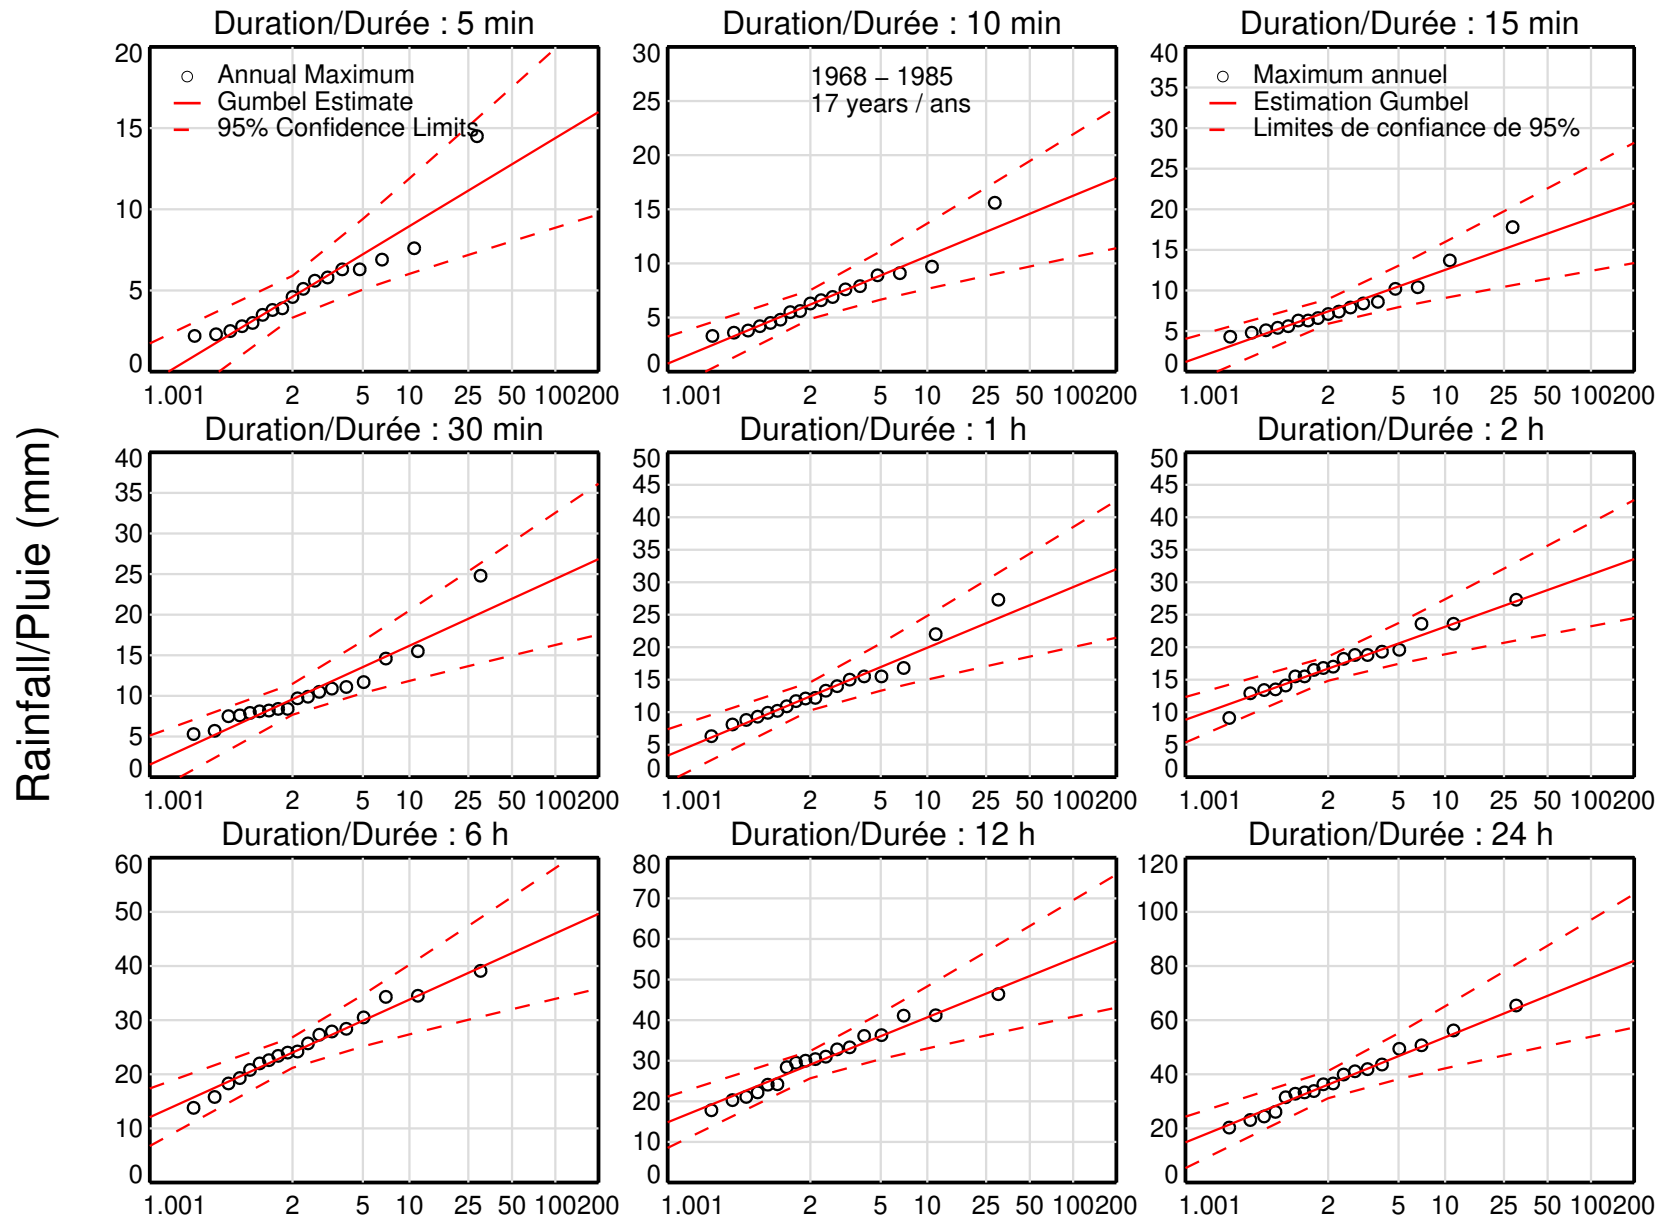 Duration/Durée : 5 min
20
15
10
5
0
○ Annual Maximum
Gumbel Estimate
95% Confidence Limits
1.001 2 5 10 25 50 100 200
Duration/Durée : 10 min
30
25
20
15
10
5
0
1968 – 1985
17 years / ans
1.001 2 5 10 25 50 100 200
Duration/Durée : 15 min
40
35
30
25
20
15
10
5
0
○ Maximum annuel
Estimation Gumbel
Limites de confiance de 95%
1.001 2 5 10 25 50 100 200
Rainfall/Pluie (mm)
Duration/Durée : 30 min
40
35
30
25
20
15
10
5
0
1.001 2 5 10 25 50 100 200
Duration/Durée : 1 h
50
45
40
35
30
25
20
15
10
5
0
1.001 2 5 10 25 50 100 200
Duration/Durée : 2 h
50
45
40
35
30
25
20
15
10
5
0
1.001 2 5 10 25 50 100 200
Duration/Durée : 6 h
60
50
40
30
20
10
0
1.001 2 5 10 25 50 100 200
Duration/Durée : 12 h
80
70
60
50
40
30
20
10
0
1.001 2 5 10 25 50 100 200
Duration/Durée : 24 h
120
100
80
60
40
20
0
1.001 2 5 10 25 50 100 200